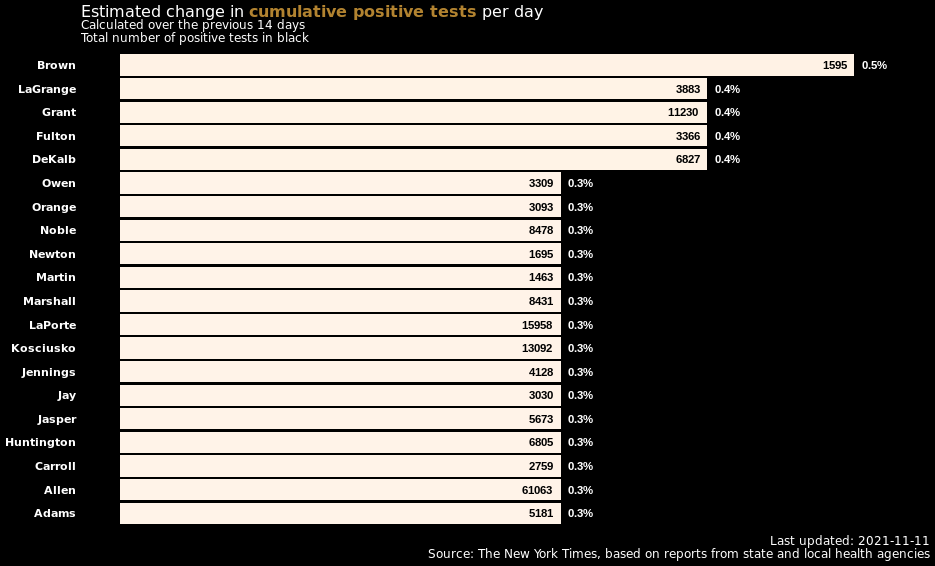 Estimated change in cumulative positive tests per day
Calculated over the previous 14 days
Total number of positive tests in black
Brown 1595 0.5%
LaGrange 3883 0.4%
Grant 11230 0.4%
Fulton 3366 0.4%
DeKalb 6827 0.4%
Owen 3309 0.3%
Orange 3093 0.3%
Noble 8478 0.3%
Newton 1695 0.3%
Martin 1463 0.3%
Marshall 8431 0.3%
LaPorte 15958 0.3%
Kosciusko 13092 0.3%
Jennings 4128 0.3%
Jay 3030 0.3%
Jasper 5673 0.3%
Huntington 6805 0.3%
Carroll 2759 0.3%
Allen 61063 0.3%
Adams 5181 0.3%
Last updated: 2021-11-11
Source: The New York Times, based on reports from state and local health agencies